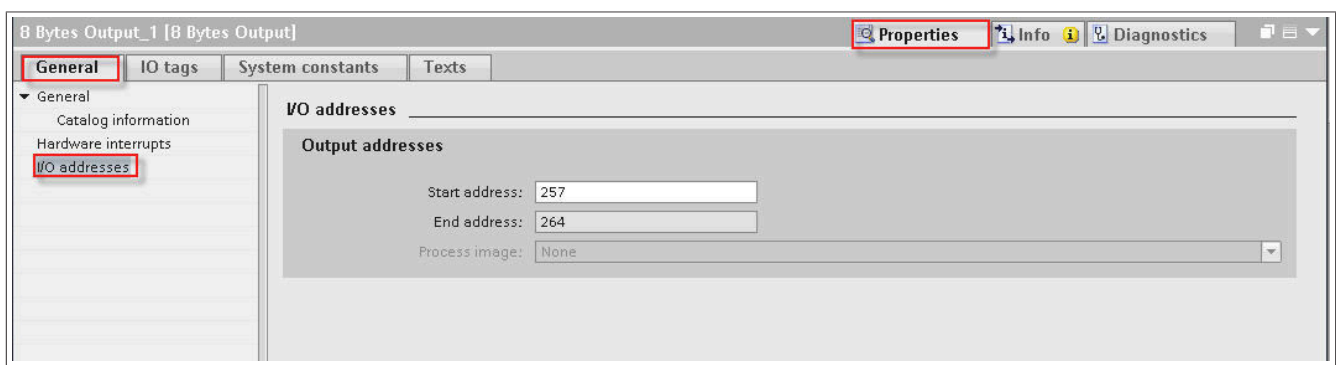 8 Bytes Output_1 [8 Bytes Output]
Properties
Info
Diagnostics
General
IO tags
System constants
Texts
General
Catalog information
Hardware interrupts
I/O addresses
I/O addresses
Output addresses
Start address: 257
End address: 264
Process image: None